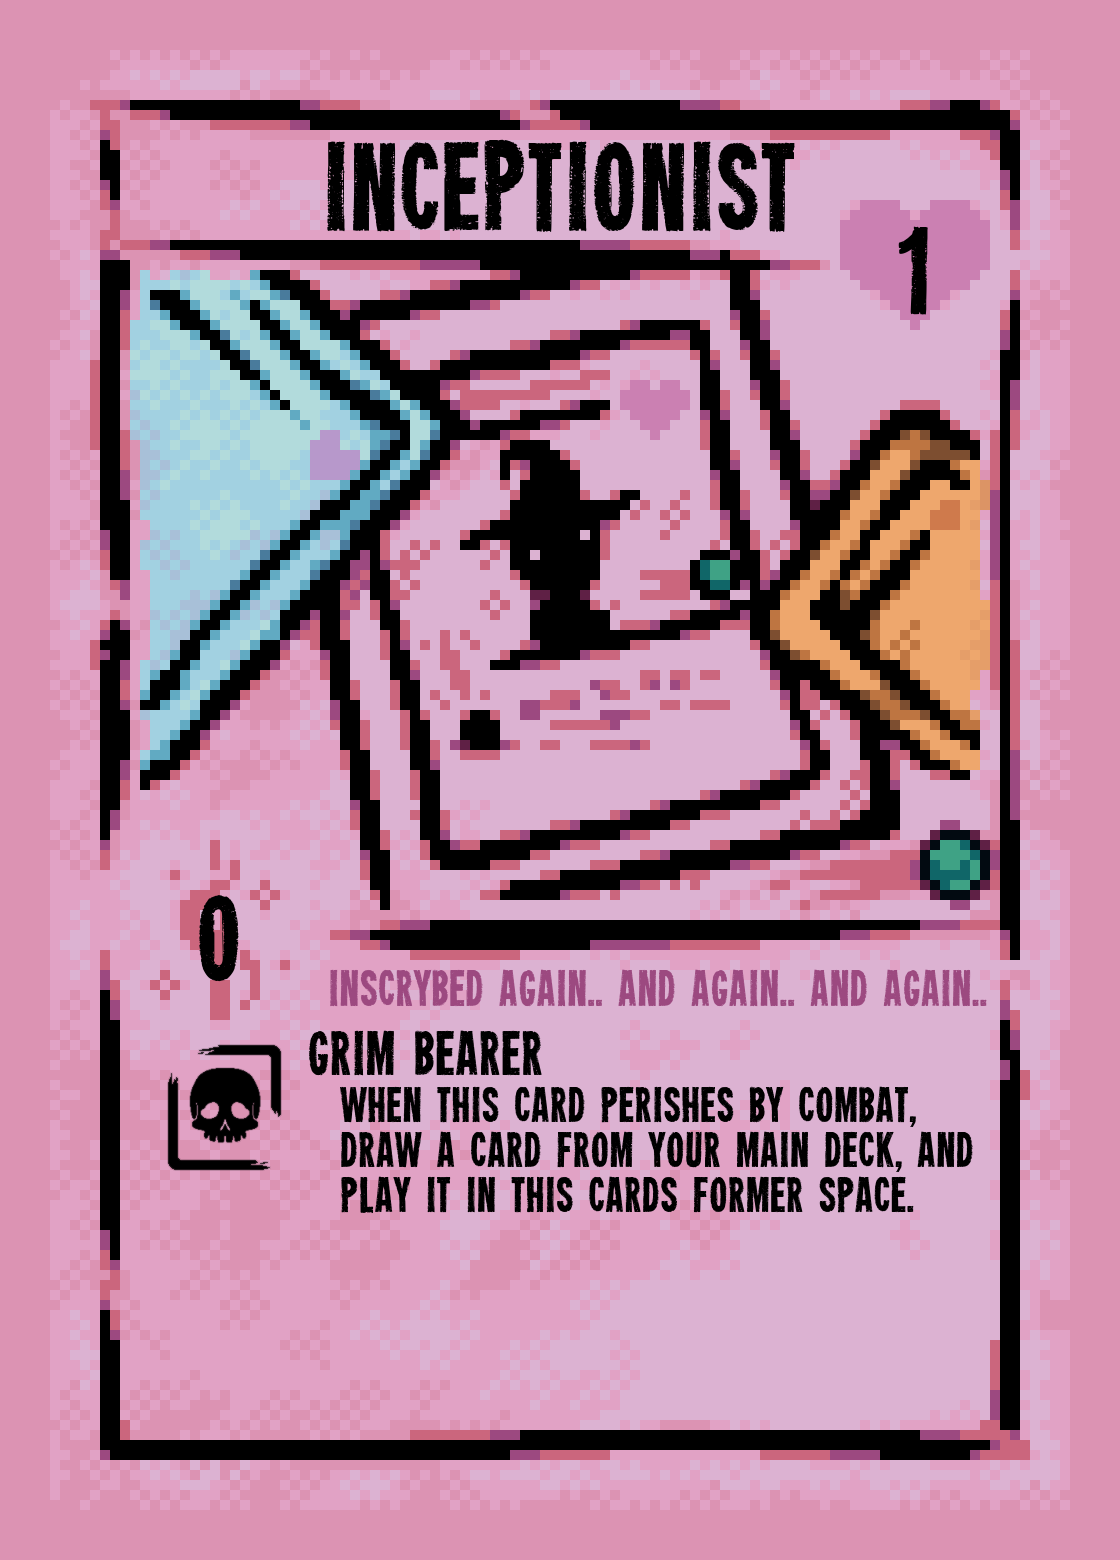 INCEPTIONIST
1
0
INSCRYBED AGAIN.. AND AGAIN.. AND AGAIN..
GRIM BEARER
WHEN THIS CARD PERISHES BY COMBAT,
DRAW A CARD FROM YOUR MAIN DECK, AND
PLAY IT IN THIS CARDS FORMER SPACE.